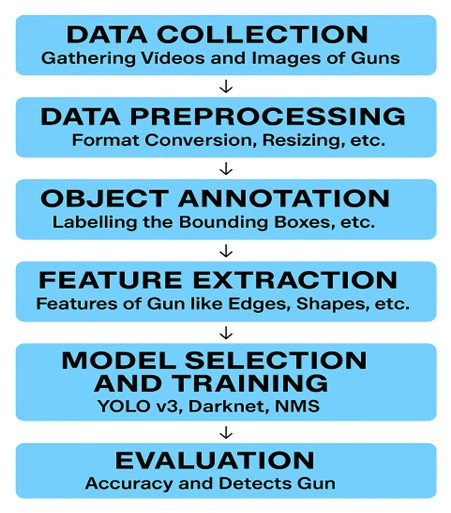 DATA COLLECTION
Gathering Vídeos and Images of Guns
↓
DATA PREPROCESSING
Format Conversion, Resizing, etc.
↓
OBJECT ANNOTATION
Labelling the Bounding Boxes, etc.
↓
FEATURE EXTRACTION
Features of Gun like Edges, Shapes, etc.
↓
MODEL SELECTION
AND TRAINING
YOLO v3, Darknet, NMS
↓
EVALUATION
Accuracy and Detects Gun